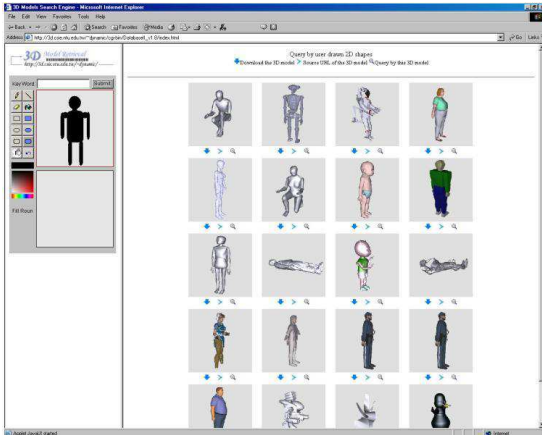 3D Models Search Engine - Microsoft Internet Explorer
File Edit View Favorites Tools Help
Back Search Favorites Media
Address Go Links
3D Model Retrieval
Query by user drawn 2D shapes
Download the 3D model Source URL of the 3D model Query by this 3D model
Key Word Submit
Applet started
Internet